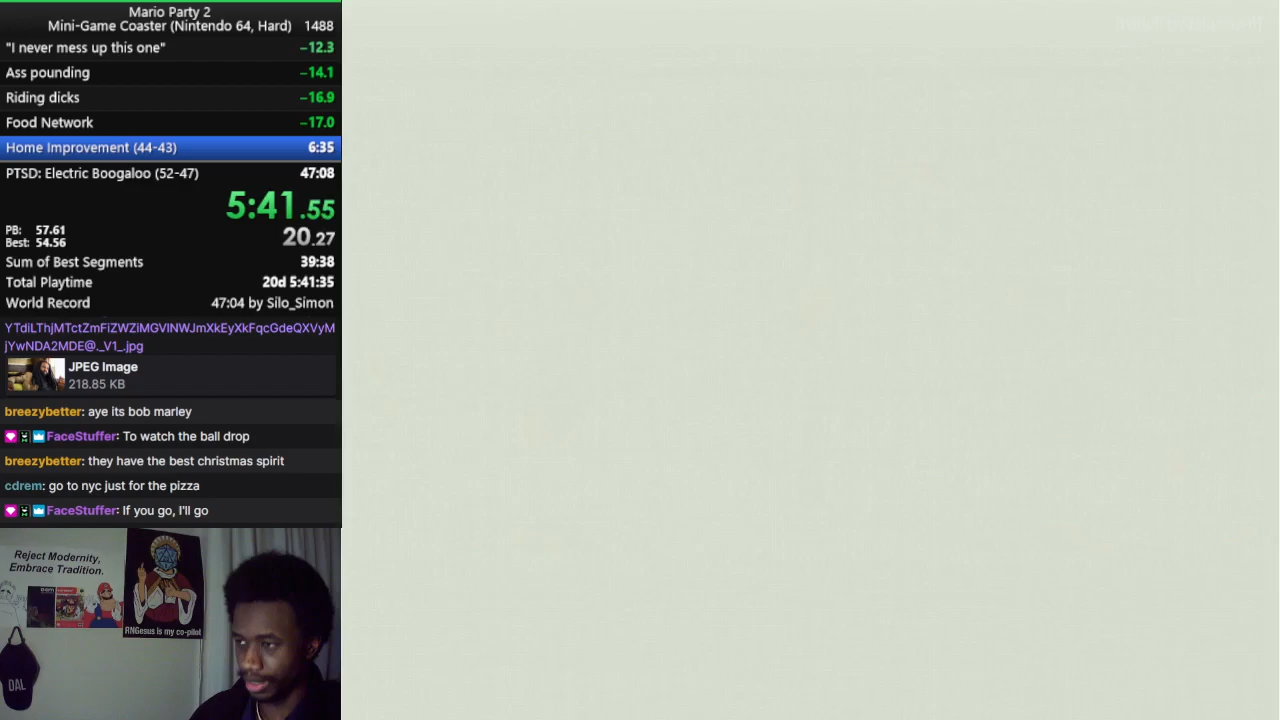 Mario Party 2
Mini-Game Coaster (Nintendo 64, Hard) 1488
"I never mess up this one" −12.3
Ass pounding −14.1
Riding dicks −16.9
Food Network −17.0
Home Improvement (44-43) 6:35
PTSD: Electric Boogaloo (52-47) 47:08
5:41.55
PB: 57.61
Best: 54.56
20.27
Sum of Best Segments 39:38
Total Playtime 20d 5:41:35
World Record 47:04 by Silo_Simon
jYwNDA2MDE@._V1_.jpg
JPEG Image
218.85 KB
breezybetter: aye its bob marley
FaceStuffer: To watch the ball drop
breezybetter: they have the best christmas spirit
cdrem: go to nyc just for the pizza
FaceStuffer: If you go, I'll go
Reject Modernity,
Embrace Tradition.
RNGesus is my co-pilot
DAL